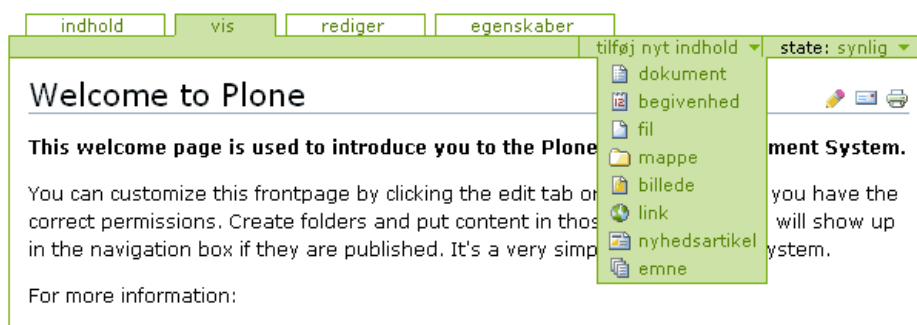 indhold vis rediger egenskaber
tilføj nyt indhold state: synlig
dokument
begivenhed
fil
mappe
billede
link
nyhedsartikel
emne
Welcome to Plone
This welcome page is used to introduce you to the Plone ment System.
You can customize this frontpage by clicking the edit tab on you have the
correct permissions. Create folders and put content in thos will show up
in the navigation box if they are published. It's a very simp ystem.
For more information: